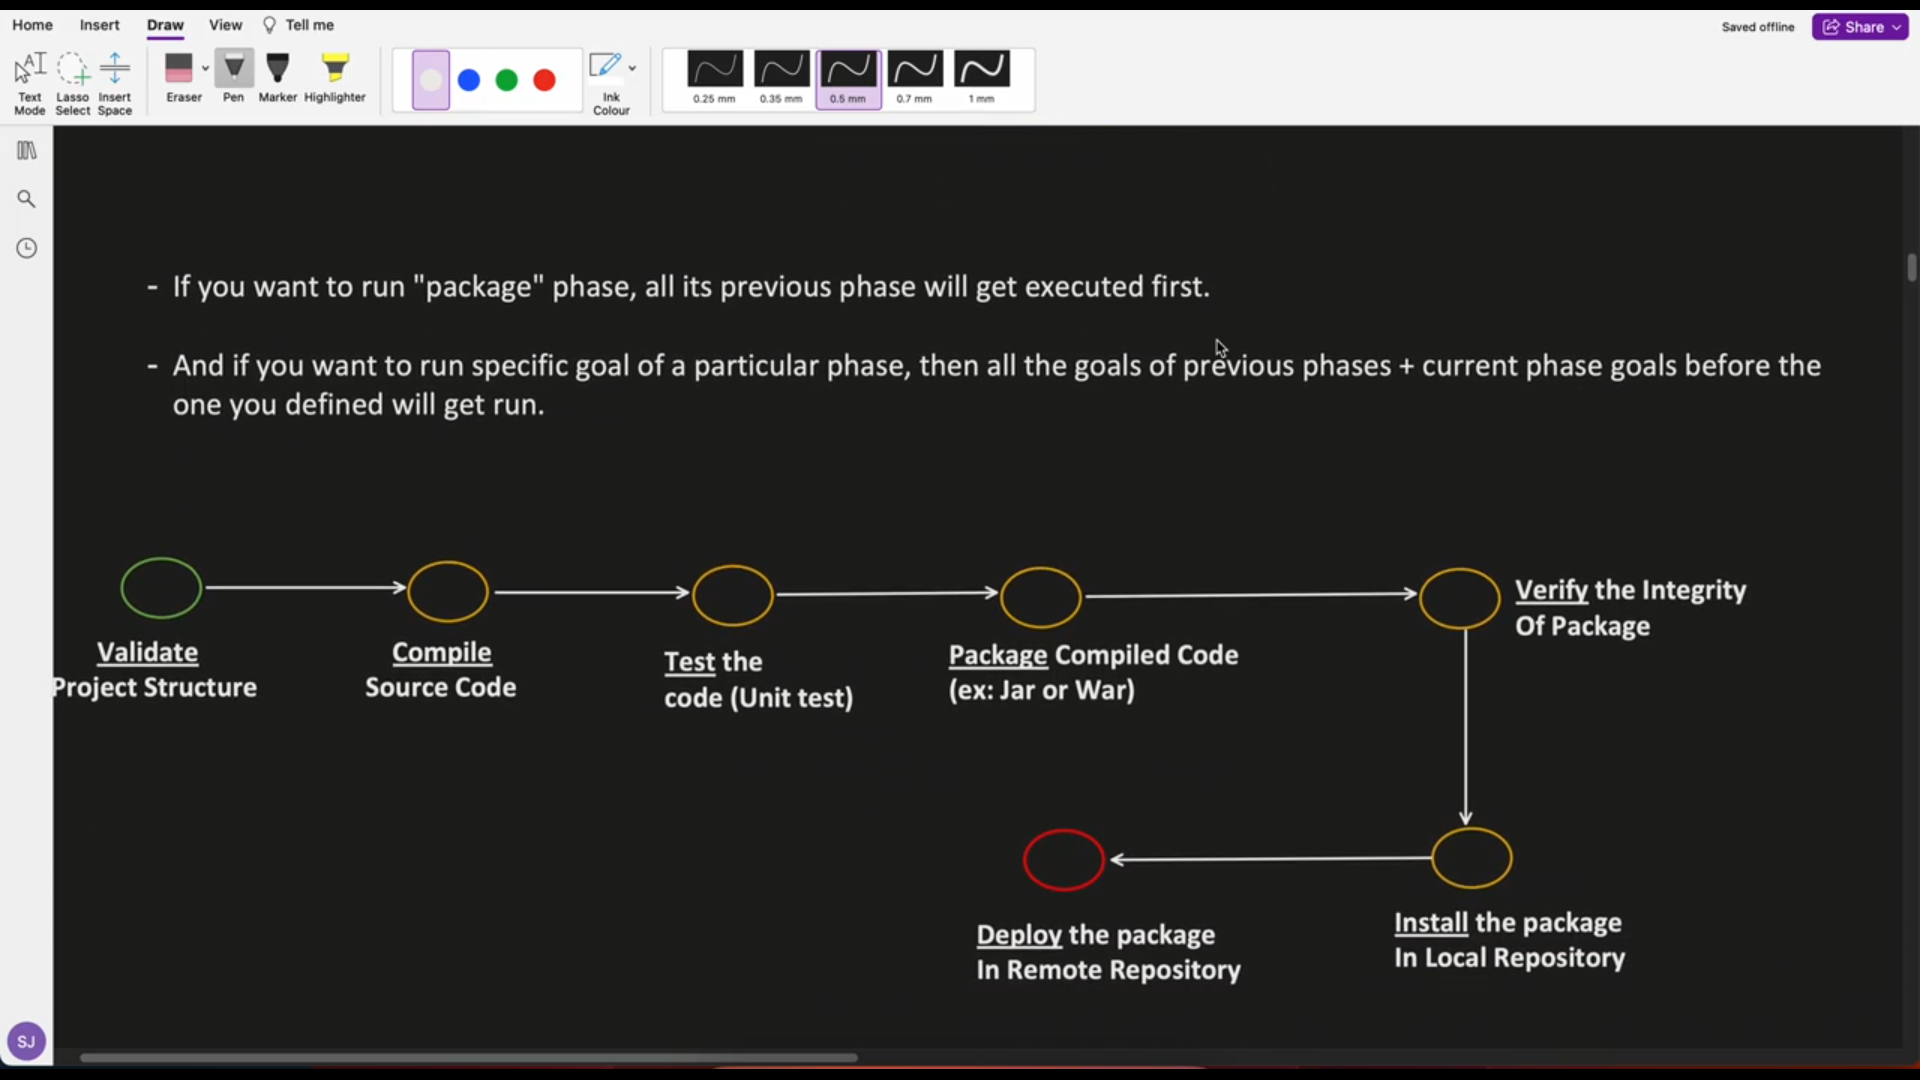 Home Insert Draw View Tell me
Saved offline Share
Text Mode
Lasso Select
Insert Space
Eraser
Pen
Marker
Highlighter
Ink Colour
0.25 mm 0.35 mm 0.5 mm 0.7 mm 1 mm
- If you want to run "package" phase, all its previous phase will get executed first.
- And if you want to run specific goal of a particular phase, then all the goals of previous phases + current phase goals before the
one you defined will get run.
Validate
Project Structure
Compile
Source Code
Test the
code (Unit test)
Package Compiled Code
(ex: Jar or War)
Verify the Integrity
Of Package
Deploy the package
In Remote Repository
Install the package
In Local Repository
SJ